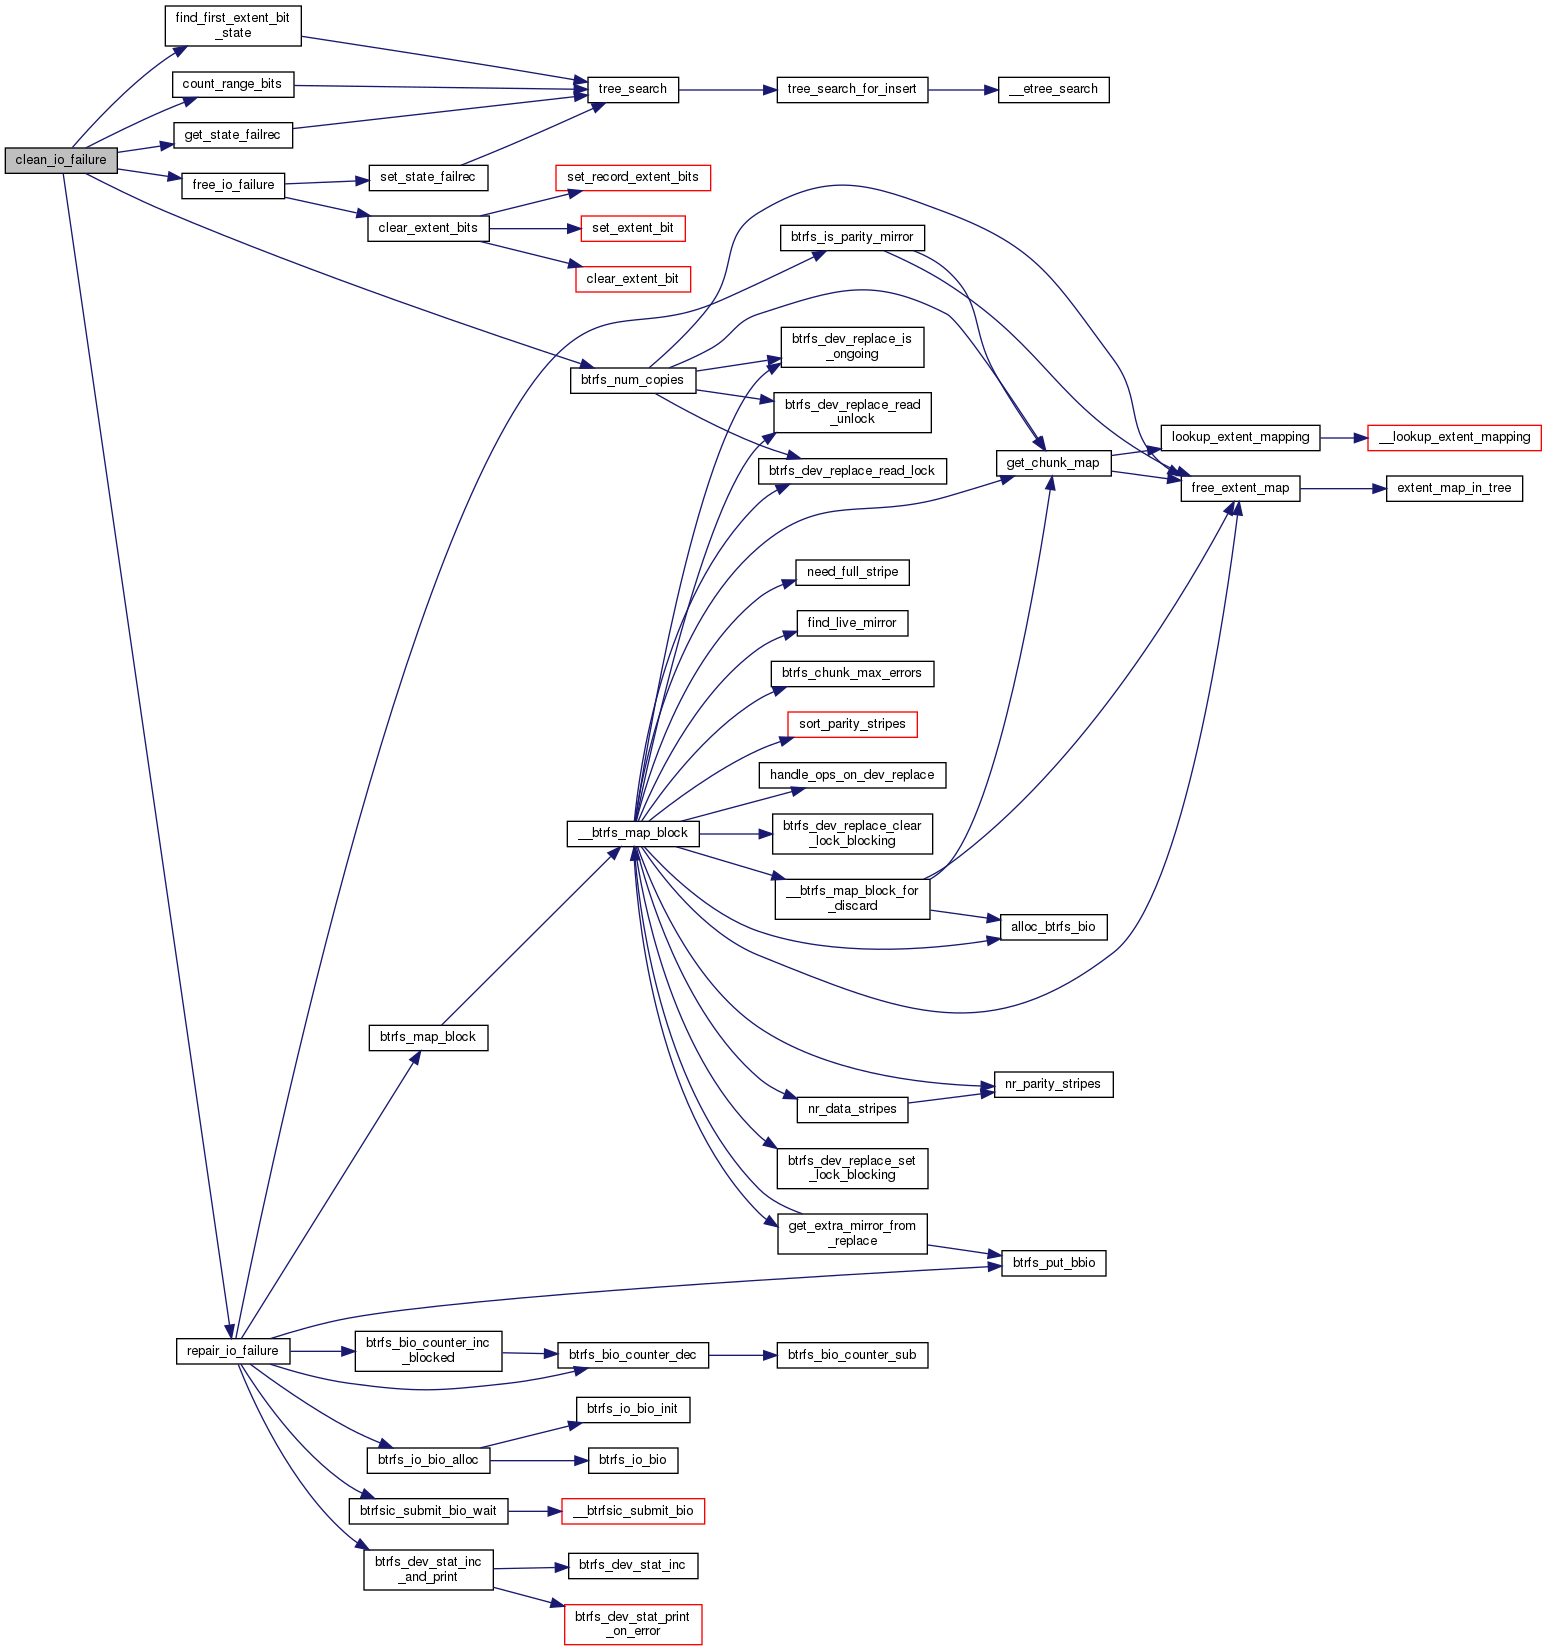 find_first_extent_bit
_state
count_range_bits
tree_search
tree_search_for_insert
__etree_search
get_state_failrec
clean_io_failure
set_state_failrec
set_record_extent_bits
free_io_failure
clear_extent_bits
set_extent_bit
btrfs_is_parity_mirror
clear_extent_bit
btrfs_dev_replace_is
_ongoing
btrfs_num_copies
btrfs_dev_replace_read
_unlock
lookup_extent_mapping
__lookup_extent_mapping
get_chunk_map
btrfs_dev_replace_read_lock
free_extent_map
extent_map_in_tree
need_full_stripe
find_live_mirror
btrfs_chunk_max_errors
sort_parity_stripes
handle_ops_on_dev_replace
__btrfs_map_block
btrfs_dev_replace_clear
_lock_blocking
__btrfs_map_block_for
_discard
alloc_btrfs_bio
btrfs_map_block
nr_parity_stripes
nr_data_stripes
btrfs_dev_replace_set
_lock_blocking
get_extra_mirror_from
_replace
btrfs_put_bbio
repair_io_failure
btrfs_bio_counter_inc
_blocked
btrfs_bio_counter_dec
btrfs_bio_counter_sub
btrfs_io_bio_init
btrfs_io_bio_alloc
btrfs_io_bio
btrfsic_submit_bio_wait
__btrfsic_submit_bio
btrfs_dev_stat_inc
_and_print
btrfs_dev_stat_inc
btrfs_dev_stat_print
_on_error